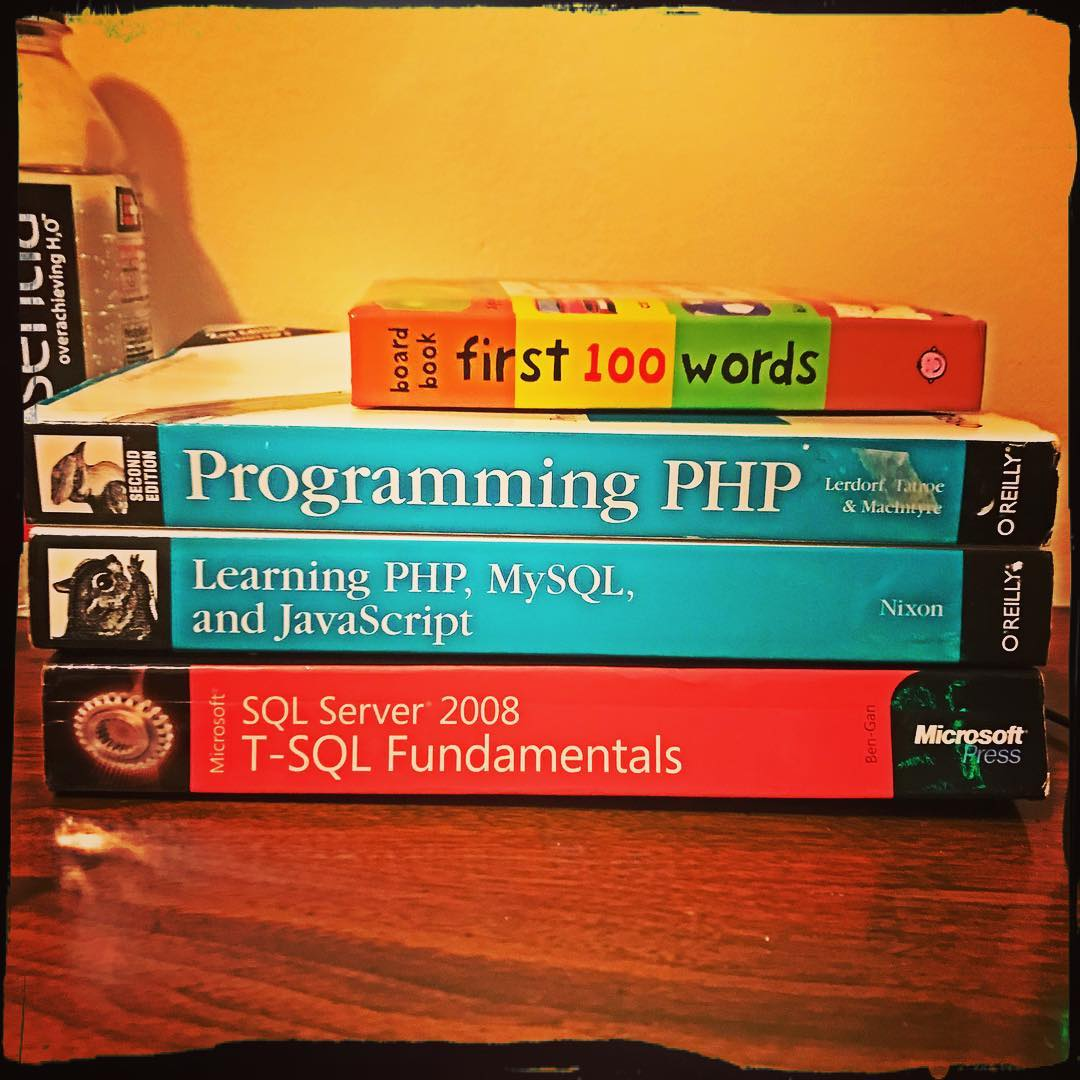 sentia
overachieving H₂O
board
book
first 100 words
SECOND
EDITION
Programming PHP
Lerdorf, Tatroe
& MacIntyre
O'REILLY
Learning PHP, MySQL,
and JavaScript
Nixon
O'REILLY
Microsoft
SQL Server 2008
T-SQL Fundamentals
Ben-Gan
Microsoft
Press